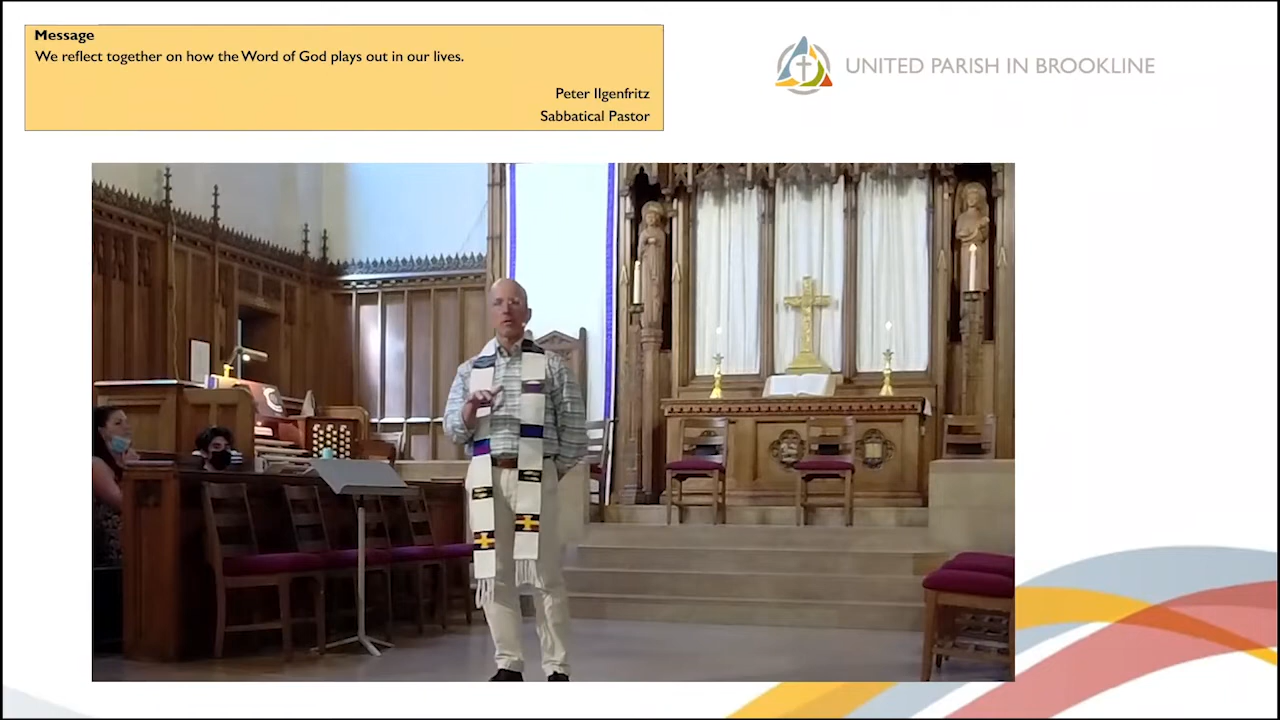 Message
We reflect together on how the Word of God plays out in our lives.
Peter Ilgenfritz
Sabbatical Pastor
UNITED PARISH IN BROOKLINE